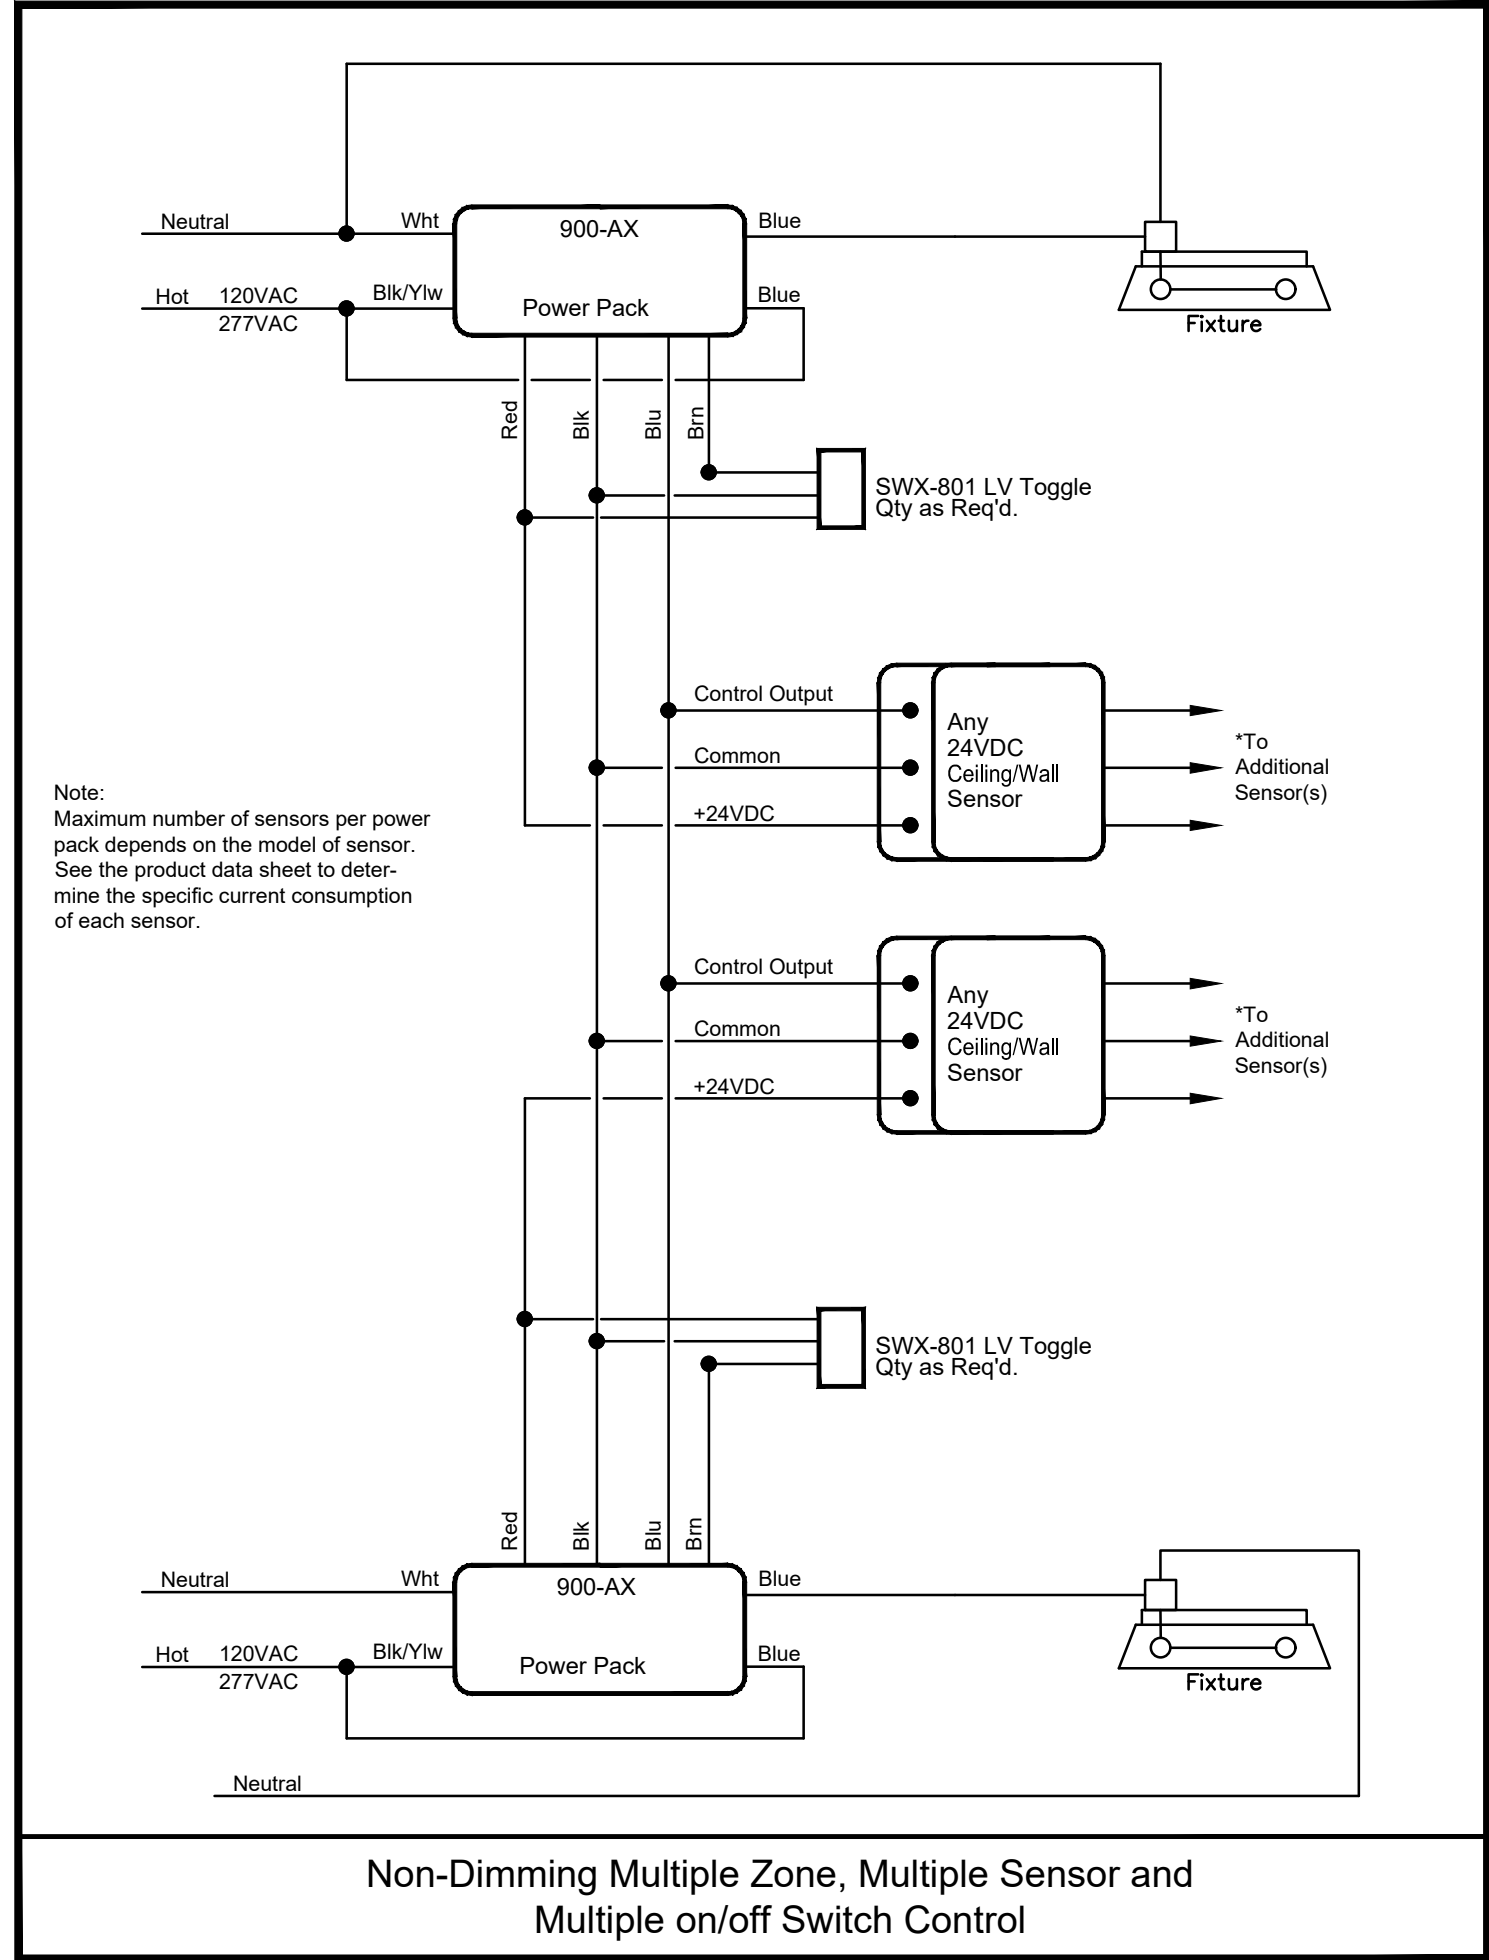 Neutral
Wht
900-AX
Blue
Hot
120VAC
277VAC
Blk/Ylw
Power Pack
Blue
Fixture
Red
Blk
Blu
Brn
SWX-801 LV Toggle
Qty as Req'd.
Control Output
Common
+24VDC
Any
24VDC
Ceiling/Wall
Sensor
*To
Additional
Sensor(s)
Note:
Maximum number of sensors per power
pack depends on the model of sensor.
See the product data sheet to deter-
mine the specific current consumption
of each sensor.
Control Output
Common
+24VDC
Any
24VDC
Ceiling/Wall
Sensor
*To
Additional
Sensor(s)
SWX-801 LV Toggle
Qty as Req'd.
Red
Blk
Blu
Brn
Neutral
Wht
900-AX
Blue
Hot
120VAC
277VAC
Blk/Ylw
Power Pack
Blue
Fixture
Neutral
Non-Dimming Multiple Zone, Multiple Sensor and
Multiple on/off Switch Control